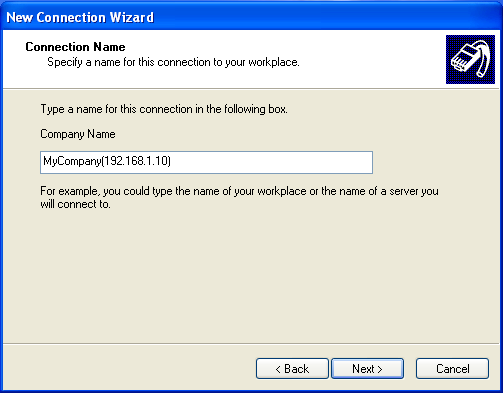 New Connection Wizard
Connection Name
Specify a name for this connection to your workplace.
Type a name for this connection in the following box.
Company Name
MyCompany(192.168.1.10)
For example, you could type the name of your workplace or the name of a server you
will connect to.
< Back
Next >
Cancel